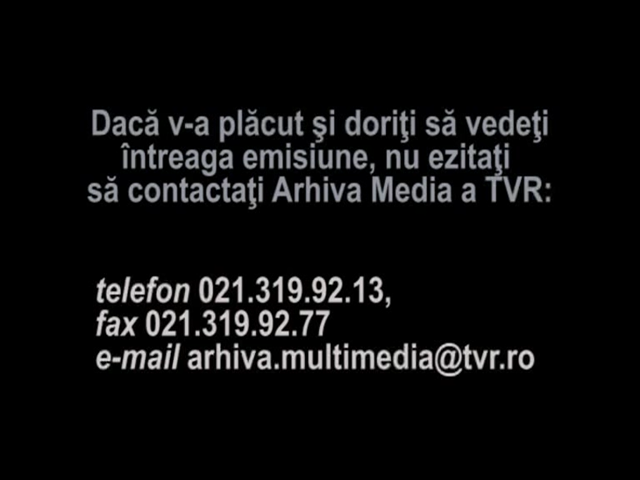 Dacă v-a plăcut şi doriţi să vedeţi
întreaga emisiune, nu ezitaţi
să contactaţi Arhiva Media a TVR:
telefon 021.319.92.13,
fax 021.319.92.77
e-mail arhiva.multimedia@tvr.ro